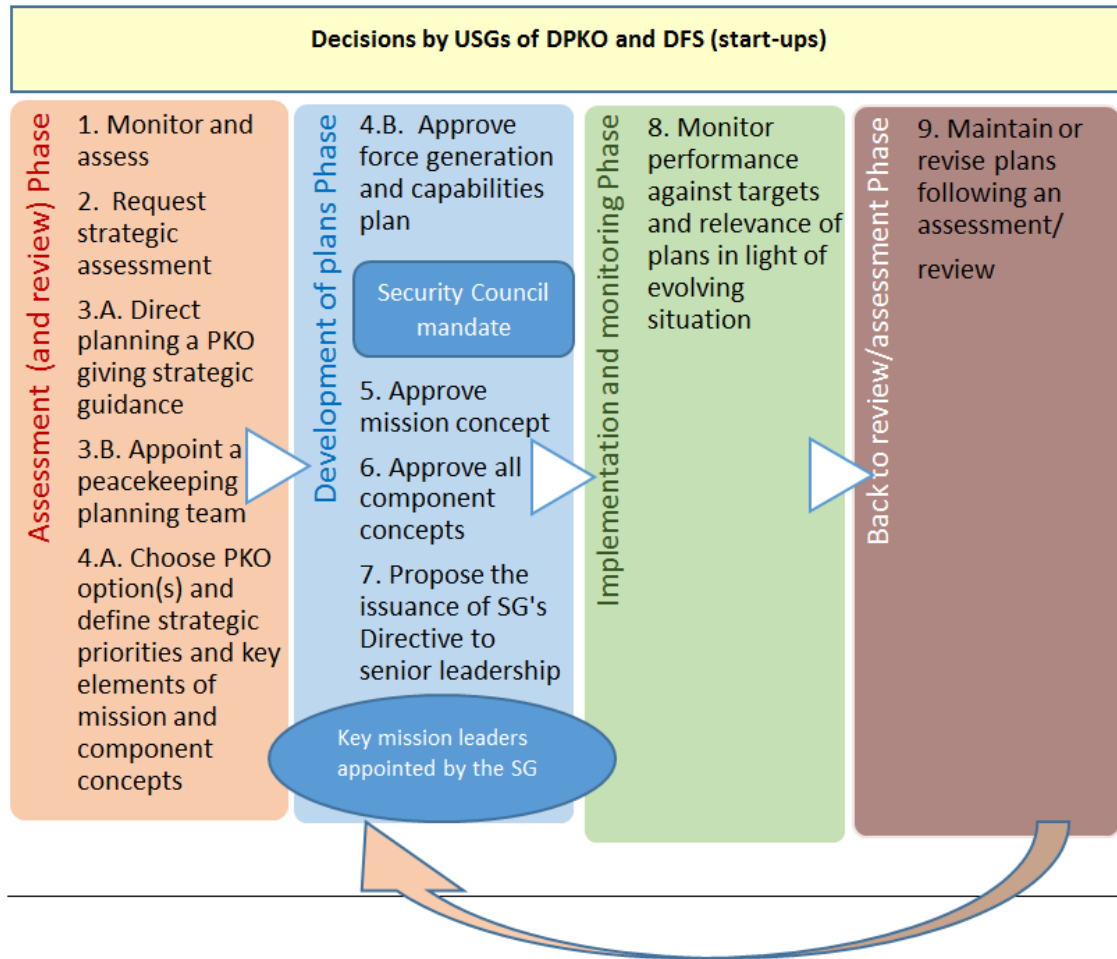 Decisions by USGs of DPKO and DFS (start-ups)
Assessment (and review) Phase
1. Monitor and
assess
2. Request
strategic
assessment
3.A. Direct
planning a PKO
giving strategic
guidance
3.B. Appoint a
peacekeeping
planning team
4.A. Choose PKO
option(s) and
define strategic
priorities and key
elements of
mission and
component
concepts
Development of plans Phase
4.B. Approve
force generation
and capabilities
plan
Security Council
mandate
5. Approve
mission concept
6. Approve all
component
concepts
7. Propose the
issuance of SG's
Directive to
senior leadership
Key mission leaders
appointed by the SG
Implementation and monitoring Phase
8. Monitor
performance
against targets
and relevance of
plans in light of
evolving
situation
Back to review/assessment Phase
9. Maintain or
revise plans
following an
assessment/
review